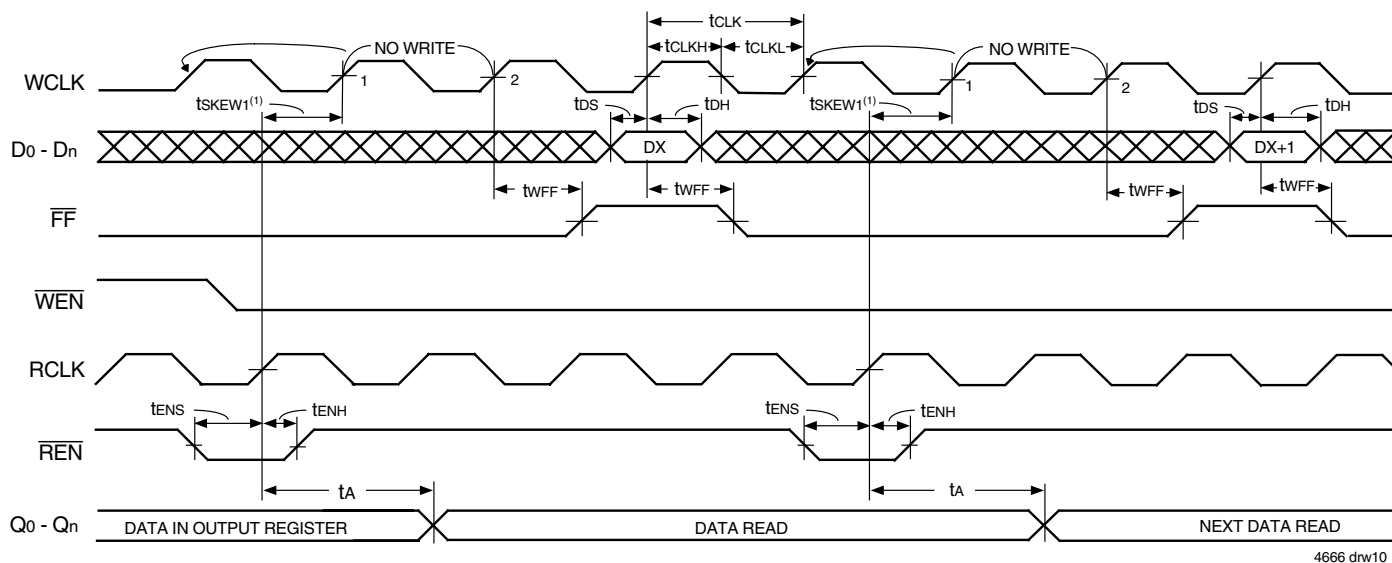 tCLK
NO WRITE tCLKH tCLKL NO WRITE
WCLK 1 2 1 2
tSKEW1(1) tDS tDH tSKEW1(1) tDS tDH
D0 - Dn DX DX+1
tWFF tWFF tWFF tWFF
FF
WEN
RCLK
tENS tENH tENS tENH
REN
tA tA
Q0 - Qn DATA IN OUTPUT REGISTER DATA READ NEXT DATA READ
4666 drw10